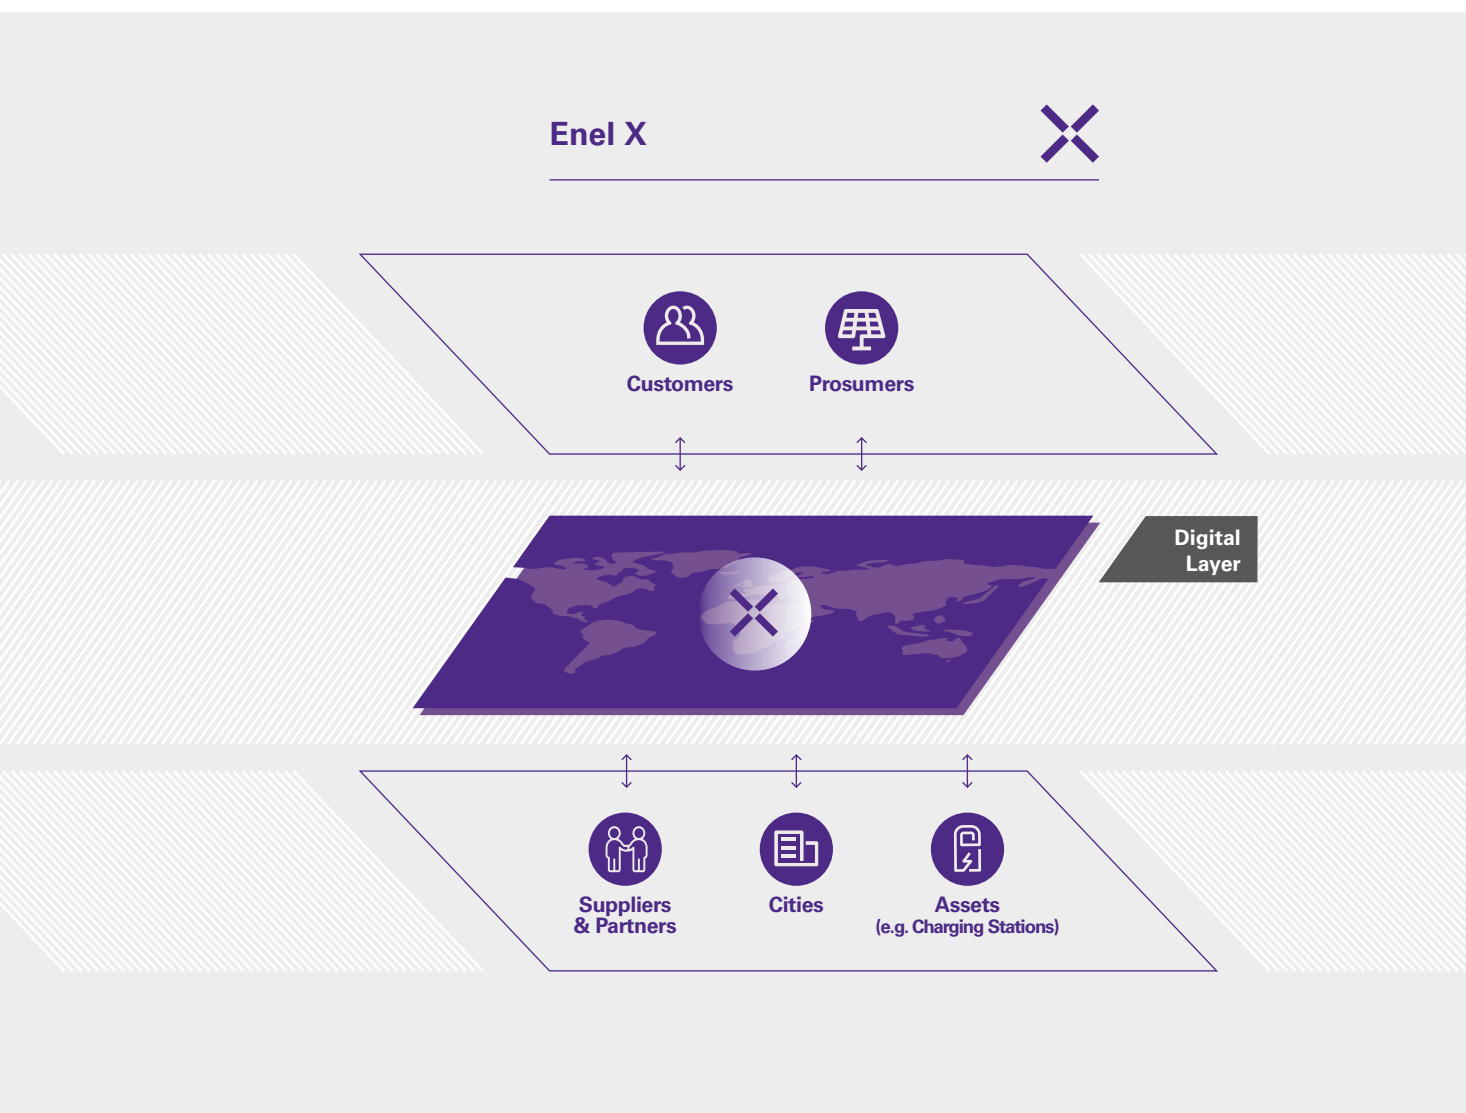 Enel X
Customers
Prosumers
Digital
Layer
Suppliers
& Partners
Cities
Assets
(e.g. Charging Stations)